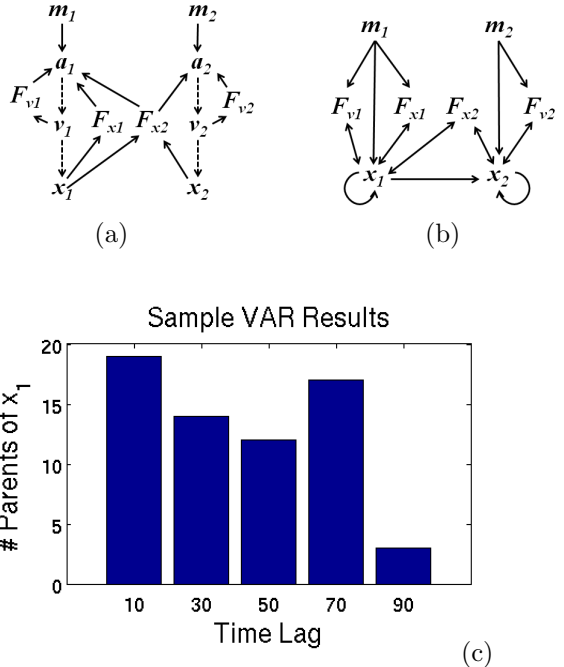 m1 m2
a1 a2
Fv1 v1 Fx1 Fx2 v2 Fv2
x1 x2
(a)
m1 m2
Fv1 Fx1 Fx2 Fv2
x1 x2
(b)
Sample VAR Results
# Parents of x1
20
15
10
5
0
10 30 50 70 90
Time Lag
(c)